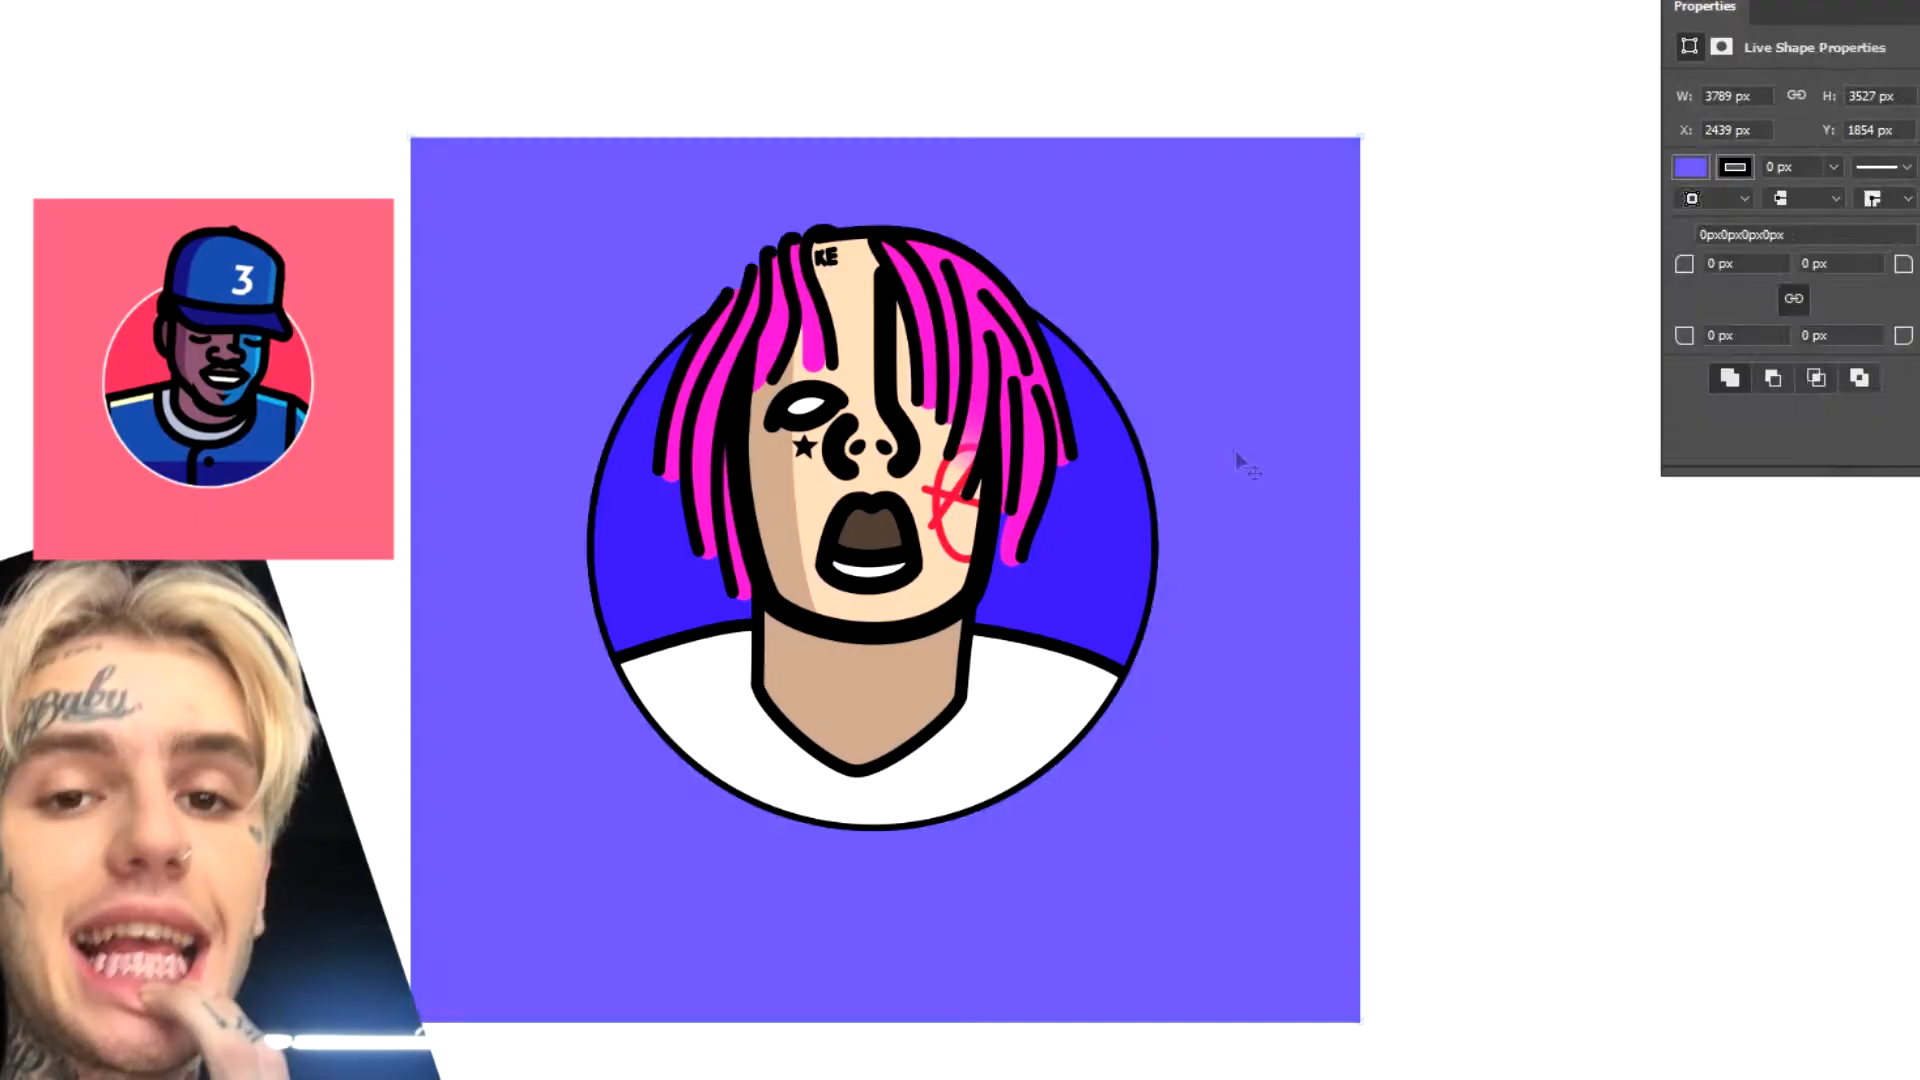 Properties
Live Shape Properties
W: 3789 px H: 3527 px
X: 2439 px Y: 1854 px
0 px
0px0px0px0px
0 px 0 px
0 px 0 px
3
KE
Baby